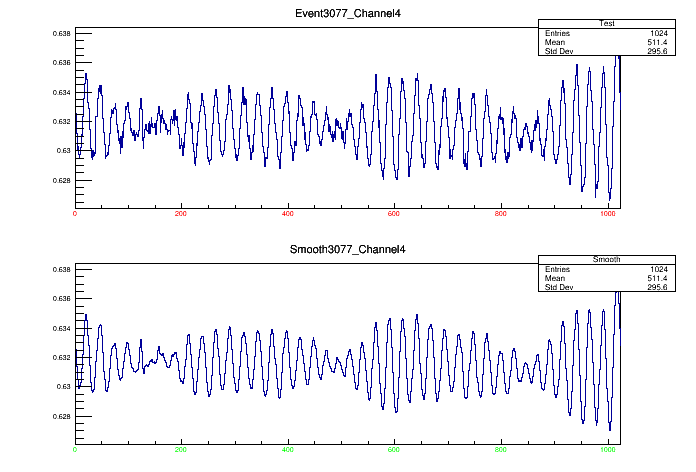 Event3077_Channel4
Test
Entries 1024
Mean 511.4
Std Dev 295.6
0.638
0.636
0.634
0.632
0.63
0.628
0 200 400 600 800 1000
Smooth3077_Channel4
Smooth
Entries 1024
Mean 511.4
Std Dev 295.6
0.638
0.636
0.634
0.632
0.63
0.628
0 200 400 600 800 1000